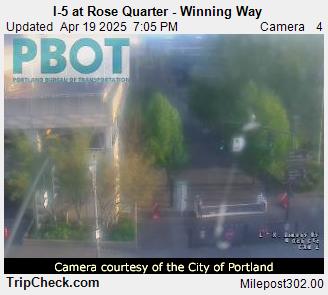 I-5 at Rose Quarter - Winning Way
Updated Apr 19 2025 7:05 PM Camera 4
PBOT
PORTLAND BUREAU OF TRANSPORTATION
Camera courtesy of the City of Portland
TripCheck.com Milepost302.00